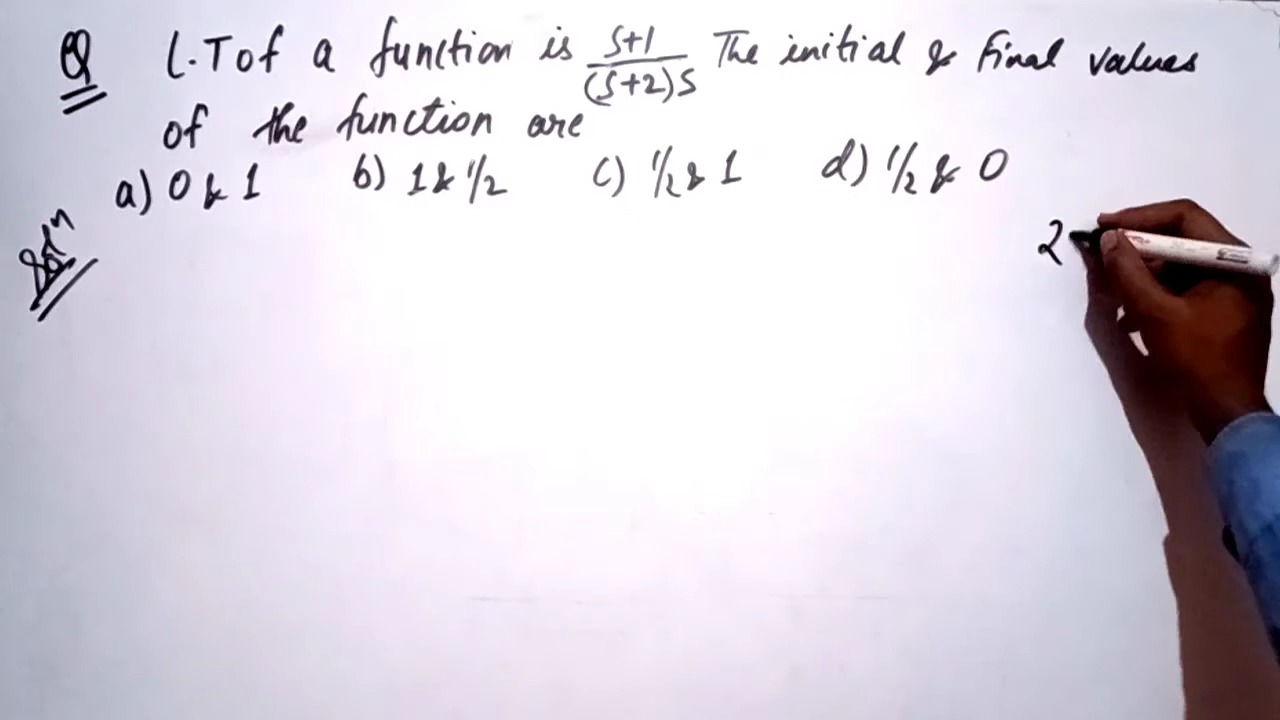 Q L.T of a function is s+1/(s+2)s The initial & final values
of the function are
a) 0 & 1 b) 1 & 1/2 c) 1/2 & 1 d) 1/2 & 0
Solⁿ
2